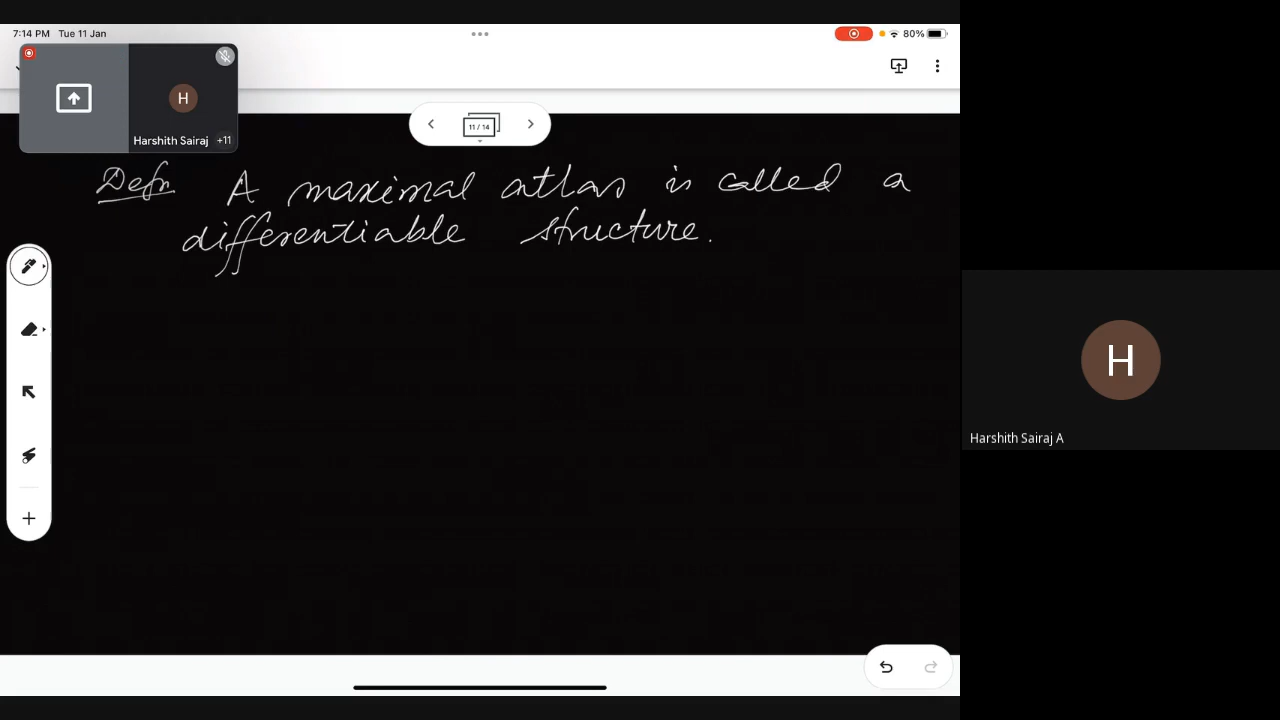 7:14 PM Tue 11 Jan
80%
H
Harshith Sairaj +11
11 / 14
Defn A maximal atlas is called a
differentiable structure.
H
Harshith Sairaj A